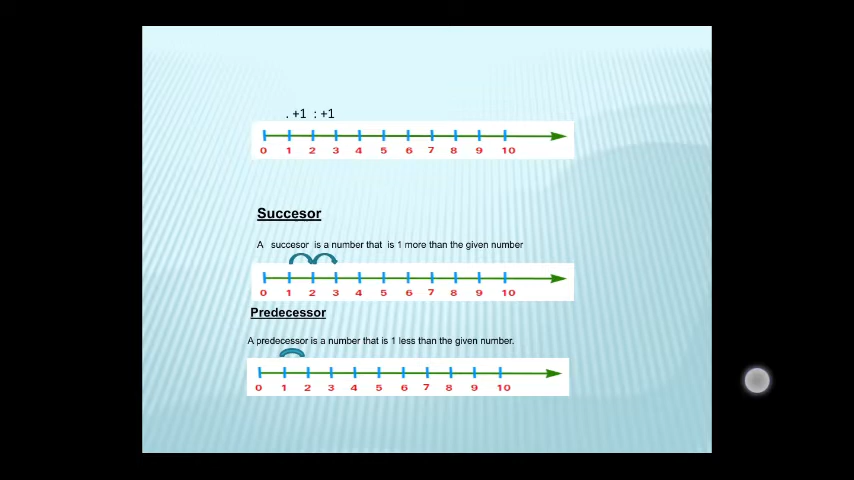 . +1 : +1
0 1 2 3 4 5 6 7 8 9 10
Succesor
A succesor is a number that is 1 more than the given number
0 1 2 3 4 5 6 7 8 9 10
Predecessor
A predecessor is a number that is 1 less than the given number.
0 1 2 3 4 5 6 7 8 9 10